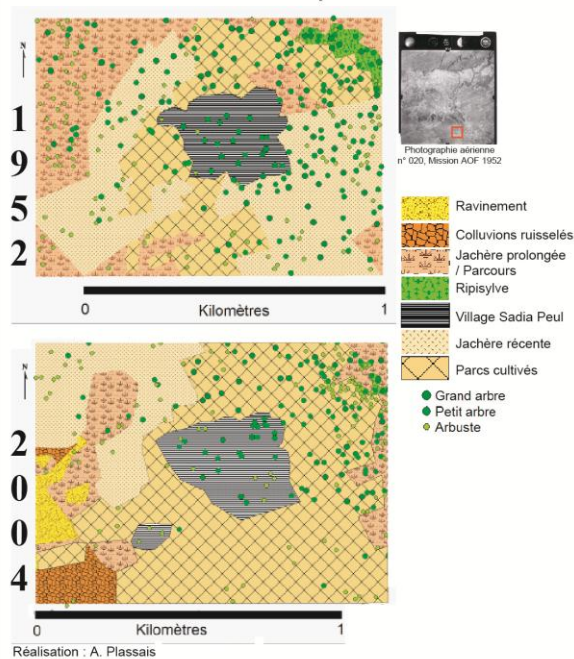 N
1
9
5
2
0
Kilomètres
1
Photographie aérienne
n° 020, Mission AOF 1952
Ravinement
Colluvions ruisselés
Jachère prolongée
/ Parcours
Ripisylve
Village Sadia Peul
Jachère récente
Parcs cultivés
Grand arbre
Petit arbre
Arbuste
N
2
0
0
4
0
Kilomètres
1
Réalisation : A. Plassais